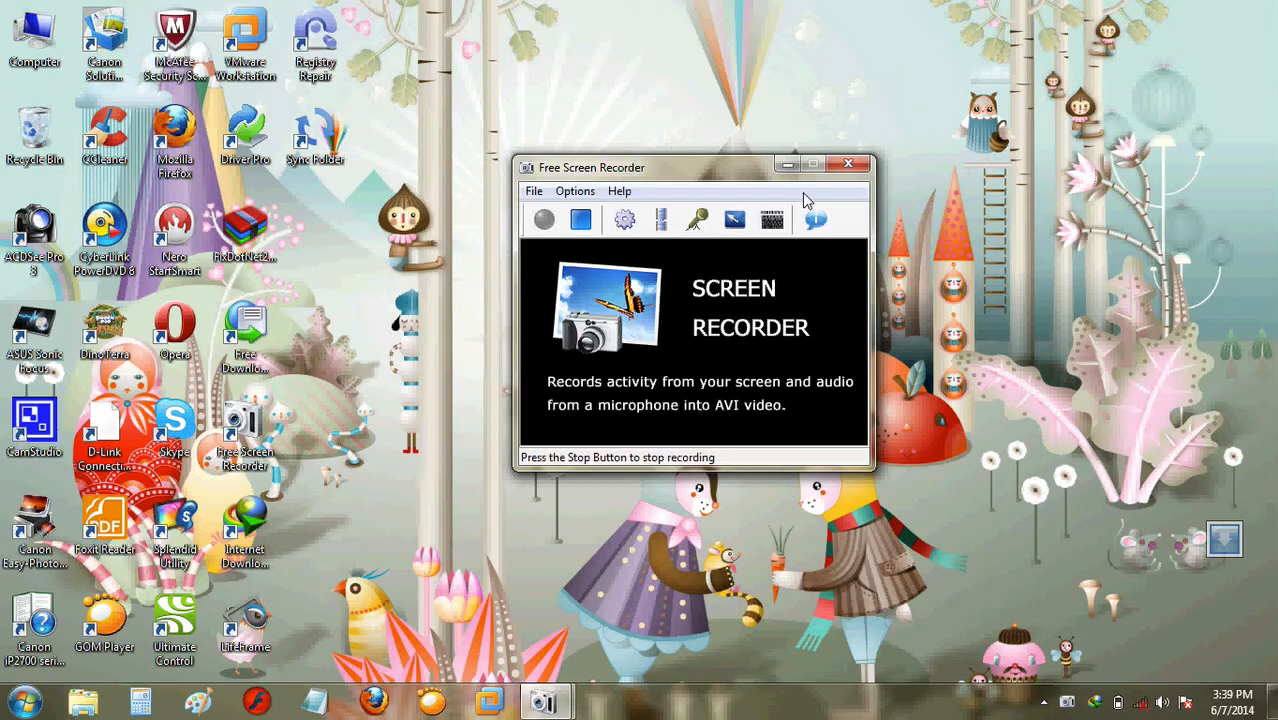 Computer
Canon
Soluti...
McAfee
Security Sc...
VMware
Workstation
Registry
Repair
Recycle Bin
CCleaner
Mozilla
Firefox
Driver Pro
Sync Folder
ACDSee Pro
8
CyberLink
PowerDVD 8
Nero
StartSmart
FixDotNet2...
ASUS Sonic
Focus
DinoTerra
Opera
Free
Downlo...
CamStudio
D-Link
Connecti...
Skype
Free Screen
Recorder
Canon
Easy-Photo...
PDF
Foxit Reader
Splendid
Utility
Internet
Downlo...
Canon
iP2700 seri...
GOM Player
Ultimate
Control
LifeFrame
Free Screen Recorder
File Options Help
SCREEN
RECORDER
Records activity from your screen and audio
from a microphone into AVI video.
Press the Stop Button to stop recording
3:39 PM
6/7/2014